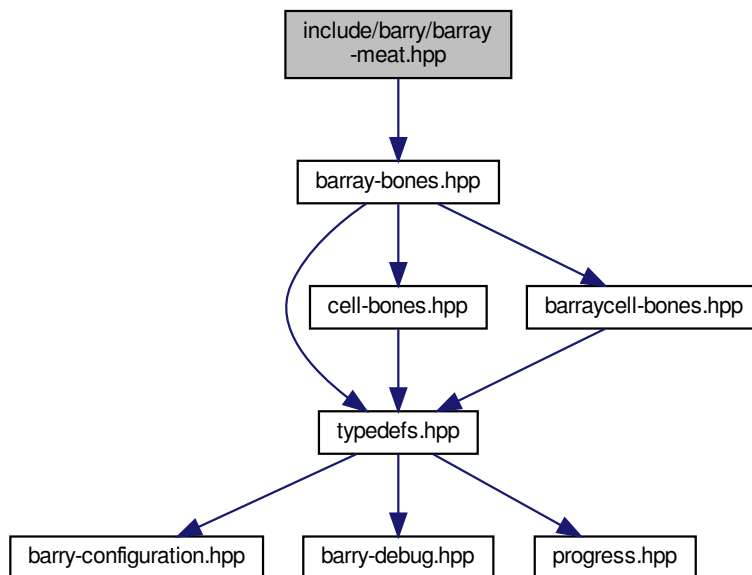 include/barry/barray
-meat.hpp
barray-bones.hpp
cell-bones.hpp
barraycell-bones.hpp
typedefs.hpp
barry-configuration.hpp
barry-debug.hpp
progress.hpp